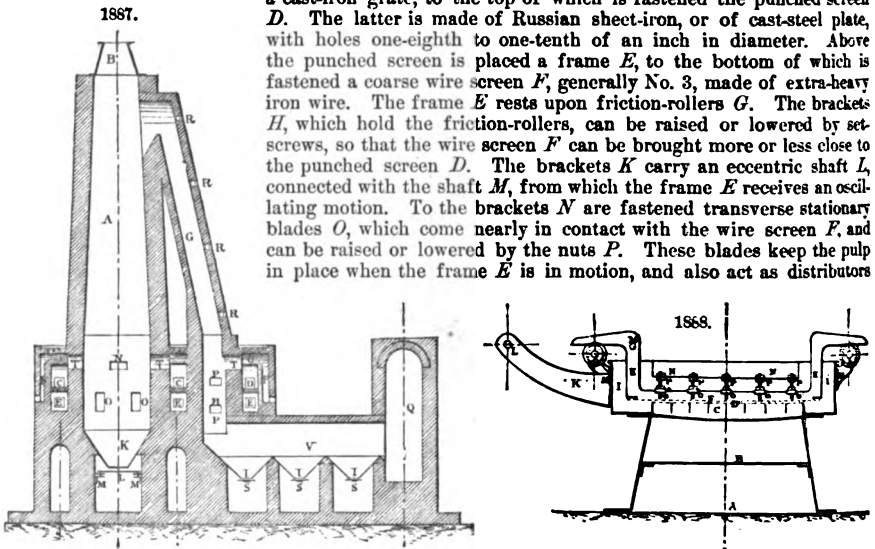 1887.
a cast-iron grate, to the top of which is fastened the punched screen
D. The latter is made of Russian sheet-iron, or of cast-steel plate,
with holes one-eighth to one-tenth of an inch in diameter. Above
the punched screen is placed a frame E, to the bottom of which is
fastened a coarse wire screen F, generally No. 3, made of extra-heavy
iron wire. The frame E rests upon friction-rollers G. The brackets
H, which hold the friction-rollers, can be raised or lowered by set-
screws, so that the wire screen F can be brought more or less close to
the punched screen D. The brackets K carry an eccentric shaft L,
connected with the shaft M, from which the frame E receives an oscil-
lating motion. To the brackets N are fastened transverse stationary
blades O, which come nearly in contact with the wire screen F, and
can be raised or lowered by the nuts P. These blades keep the pulp
in place when the frame E is in motion, and also act as distributors
B
R
R
A
G
R
R
T N T
C C D
E O O E E
P
H
P
K
M L M
V
I I I
S S S
Q
1868.
L
K
I
E
N N
C
E
B
A